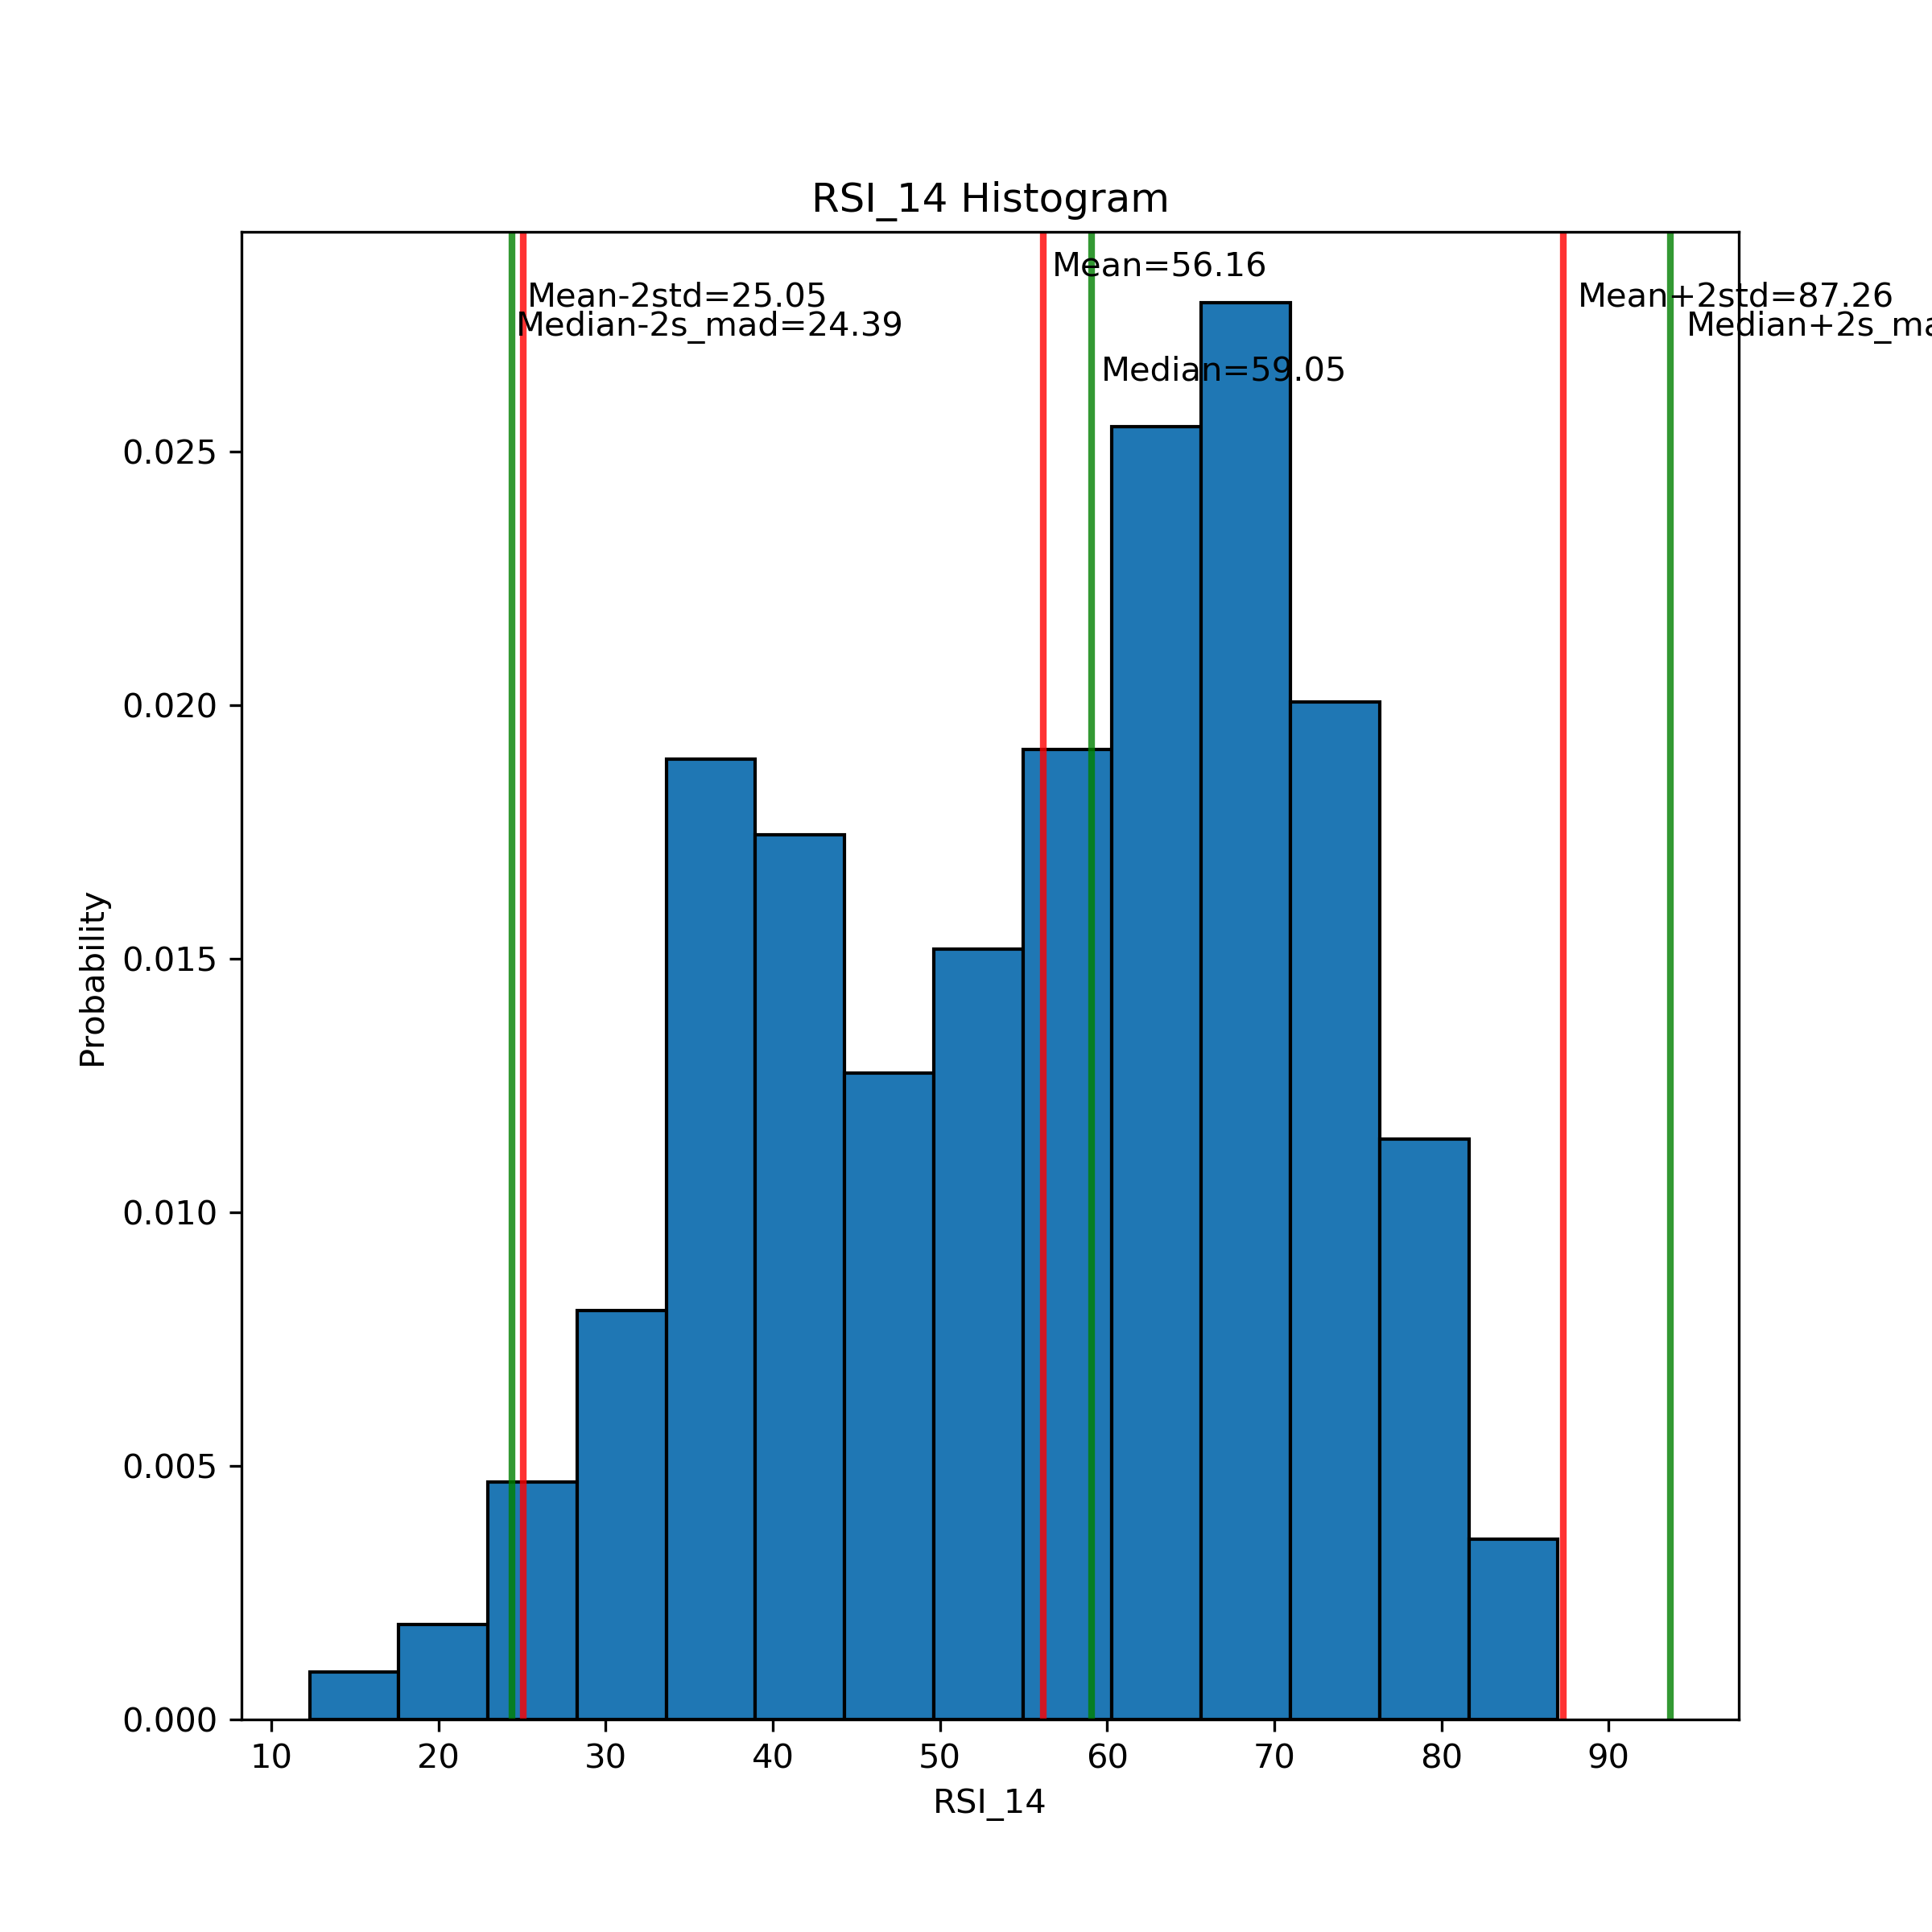 RSI_14 Histogram
Mean=56.16
Mean-2std=25.05
Mean+2std=87.26
Median-2s_mad=24.39
Median+2s_ma
Median=59.05
0.025
0.020
0.015
0.010
0.005
0.000
Probability
10 20 30 40 50 60 70 80 90
RSI_14